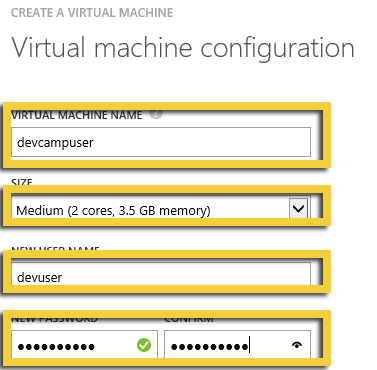 CREATE A VIRTUAL MACHINE
Virtual machine configuration
VIRTUAL MACHINE NAME ?
devcampuser
SIZE
Medium (2 cores, 3.5 GB memory)
NEW USER NAME
devuser
NEW PASSWORD CONFIRM
●●●●●●●●●● ●●●●●●●●●●